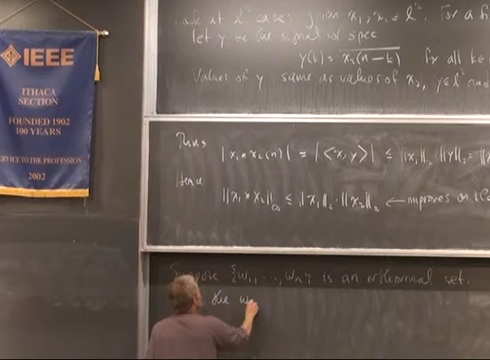 IEEE
ITHACA
SECTION
FOUNDED 1902
100 YEARS
SERVICE TO THE PROFESSION
2002
let y be the signal w/ spec
y(k) = x₂(n-k) for all k
Values of y same as values of x₂,
Thus
|x₁ * x₂(n)| = |<x, y>| ≤ ||x₁||₂ ||y||₂ =
Hence
||x₁ * x₂||∞ ≤ ||x₁||₂ · ||x₂||₂ ← improves on
Suppose {w₁, ..., wₙ} is an orthonormal set.
the w